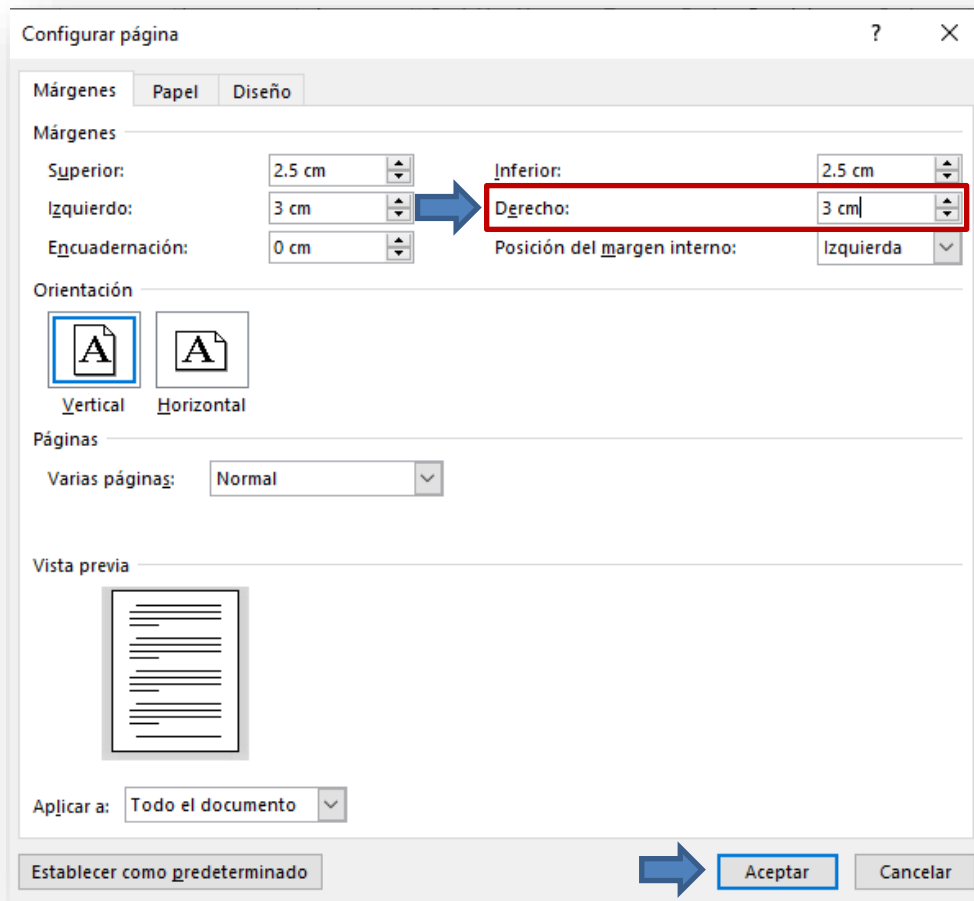 Configurar página ?
Márgenes Papel Diseño
Márgenes
Superior: 2.5 cm Inferior: 2.5 cm
Izquierdo: 3 cm Derecho: 3 cm
Encuadernación: 0 cm Posición del margen interno: Izquierda
Orientación
A A
Vertical Horizontal
Páginas
Varias páginas: Normal
Vista previa
Aplicar a: Todo el documento
Establecer como predeterminado Aceptar Cancelar